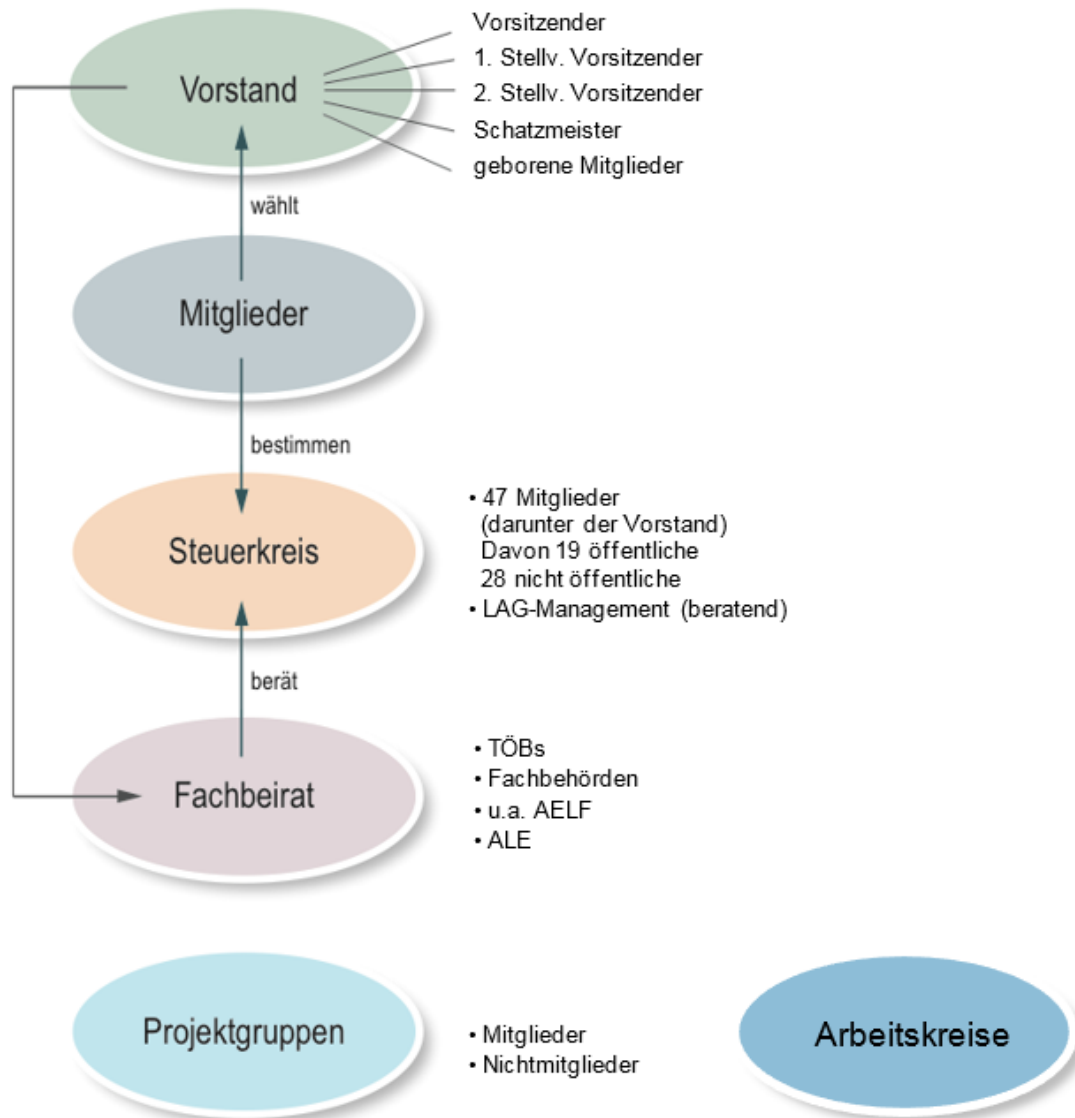 Vorsitzender
1. Stellv. Vorsitzender
Vorstand
2. Stellv. Vorsitzender
Schatzmeister
geborene Mitglieder
wählt
Mitglieder
bestimmen
Steuerkreis
• 47 Mitglieder
(darunter der Vorstand)
Davon 19 öffentliche
28 nicht öffentliche
• LAG-Management (beratend)
berät
Fachbeirat
• TÖBs
• Fachbehörden
• u.a. AELF
• ALE
Projektgruppen
• Mitglieder
• Nichtmitglieder
Arbeitskreise